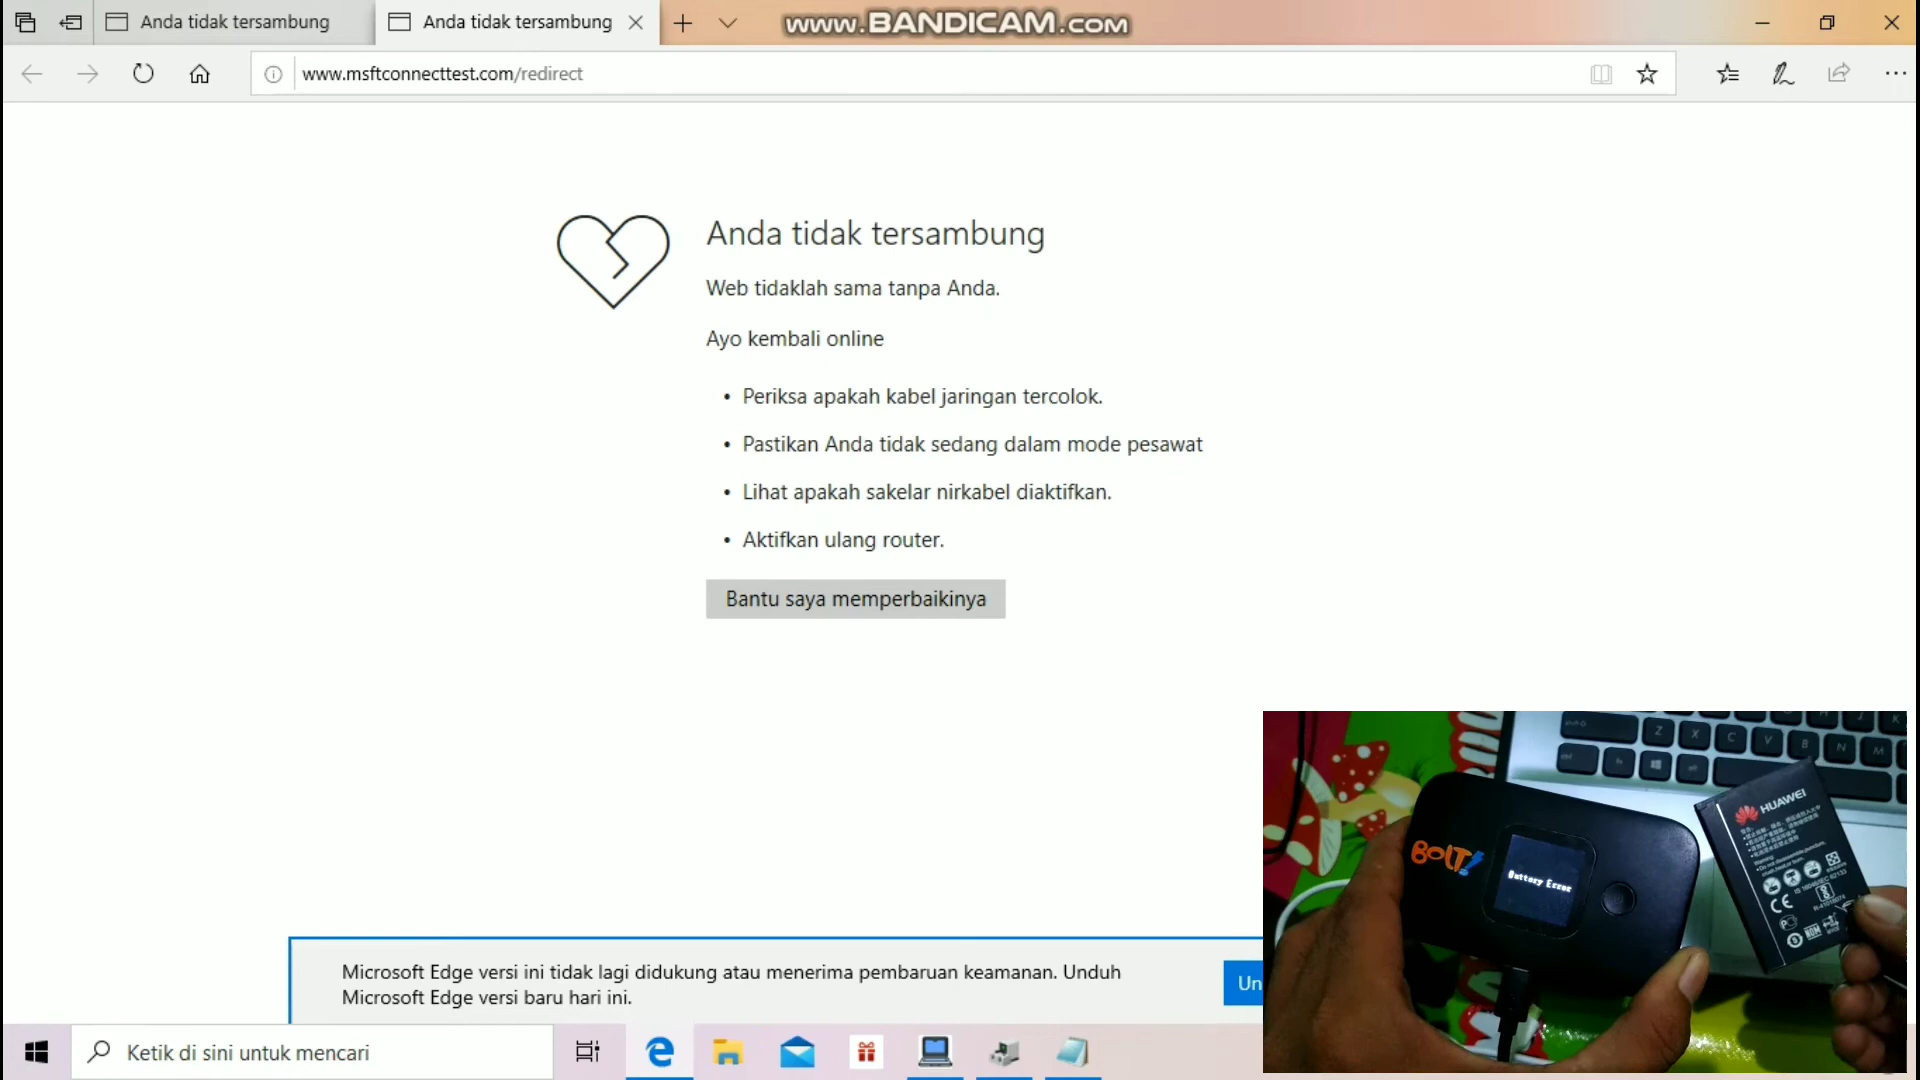 Anda tidak tersambung
Anda tidak tersambung
www.BANDICAM.com
www.msftconnecttest.com/redirect
Anda tidak tersambung
Web tidaklah sama tanpa Anda.
Ayo kembali online
• Periksa apakah kabel jaringan tercolok.
• Pastikan Anda tidak sedang dalam mode pesawat
• Lihat apakah sakelar nirkabel diaktifkan.
• Aktifkan ulang router.
Bantu saya memperbaikinya
Microsoft Edge versi ini tidak lagi didukung atau menerima pembaruan keamanan. Unduh
Microsoft Edge versi baru hari ini.
Un
Ketik di sini untuk mencari
BOLT!
Battery Error
HUAWEI
Z X C V B N M